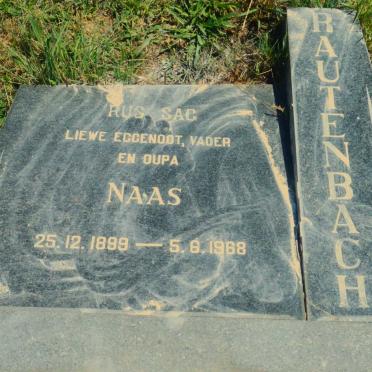 RUS SAG
LIEWE EGGENOOT, VADER
EN OUPA
NAAS
25.12.1899 — 5.6.1968
RAUTENBACH